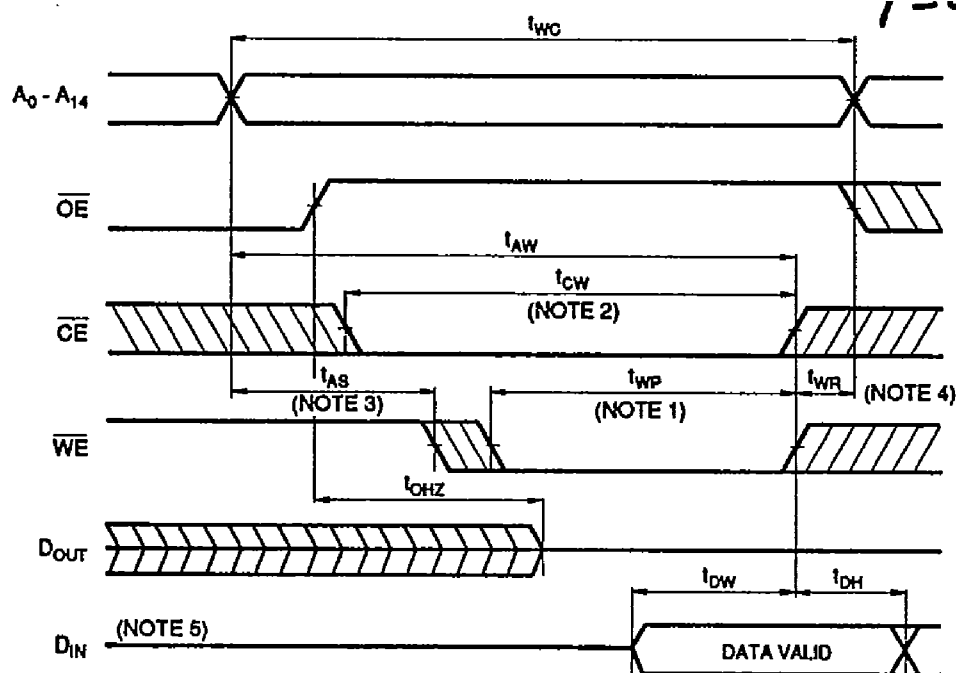 tWC
A0 - A14
OE
tAW
tCW
(NOTE 2)
CE
tAS
(NOTE 3)
tWP
(NOTE 1)
tWR
(NOTE 4)
WE
tOHZ
DOUT
tDW
tDH
(NOTE 5)
DIN
DATA VALID